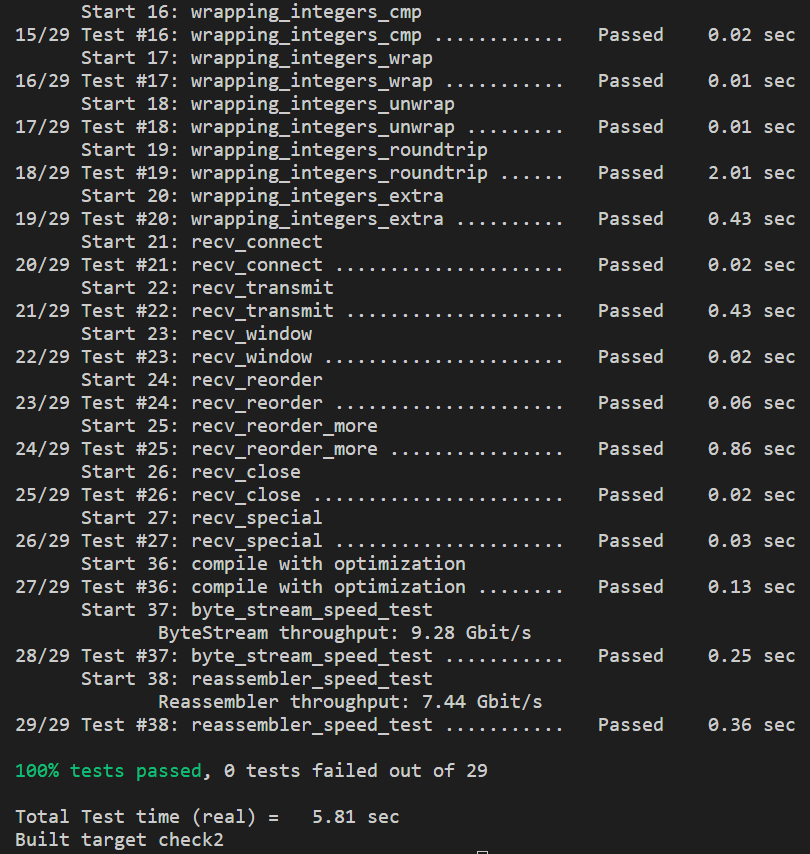 Start 16: wrapping_integers_cmp
15/29 Test #16: wrapping_integers_cmp ............   Passed    0.02 sec
      Start 17: wrapping_integers_wrap
16/29 Test #17: wrapping_integers_wrap ...........   Passed    0.01 sec
      Start 18: wrapping_integers_unwrap
17/29 Test #18: wrapping_integers_unwrap .........   Passed    0.01 sec
      Start 19: wrapping_integers_roundtrip
18/29 Test #19: wrapping_integers_roundtrip ......   Passed    2.01 sec
      Start 20: wrapping_integers_extra
19/29 Test #20: wrapping_integers_extra ..........   Passed    0.43 sec
      Start 21: recv_connect
20/29 Test #21: recv_connect .....................   Passed    0.02 sec
      Start 22: recv_transmit
21/29 Test #22: recv_transmit ....................   Passed    0.43 sec
      Start 23: recv_window
22/29 Test #23: recv_window ......................   Passed    0.02 sec
      Start 24: recv_reorder
23/29 Test #24: recv_reorder .....................   Passed    0.06 sec
      Start 25: recv_reorder_more
24/29 Test #25: recv_reorder_more ................   Passed    0.86 sec
      Start 26: recv_close
25/29 Test #26: recv_close .......................   Passed    0.02 sec
      Start 27: recv_special
26/29 Test #27: recv_special .....................   Passed    0.03 sec
      Start 36: compile with optimization
27/29 Test #36: compile with optimization ........   Passed    0.13 sec
      Start 37: byte_stream_speed_test
             ByteStream throughput: 9.28 Gbit/s
28/29 Test #37: byte_stream_speed_test ...........   Passed    0.25 sec
      Start 38: reassembler_speed_test
             Reassembler throughput: 7.44 Gbit/s
29/29 Test #38: reassembler_speed_test ...........   Passed    0.36 sec

100% tests passed, 0 tests failed out of 29

Total Test time (real) =   5.81 sec
Built target check2